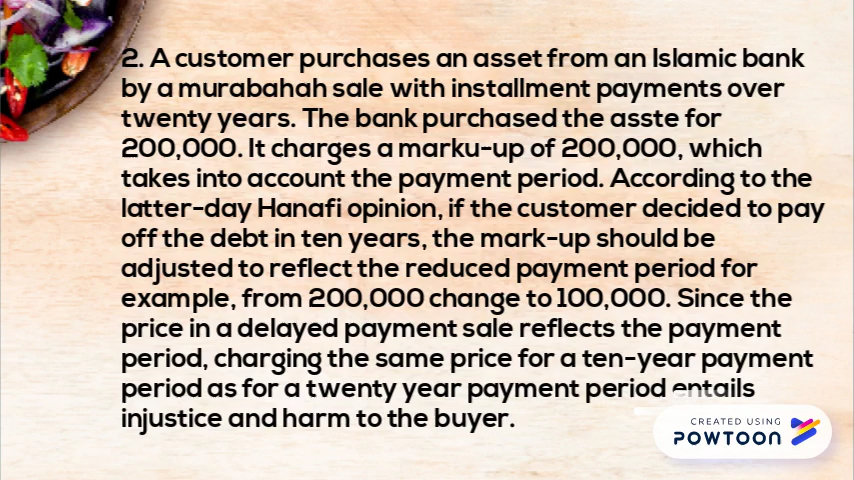 2. A customer purchases an asset from an Islamic bank
by a murabahah sale with installment payments over
twenty years. The bank purchased the asste for
200,000. It charges a marku-up of 200,000, which
takes into account the payment period. According to the
latter-day Hanafi opinion, if the customer decided to pay
off the debt in ten years, the mark-up should be
adjusted to reflect the reduced payment period for
example, from 200,000 change to 100,000. Since the
price in a delayed payment sale reflects the payment
period, charging the same price for a ten-year payment
period as for a twenty year payment period entails
injustice and harm to the buyer.
CREATED USING
POWTOON